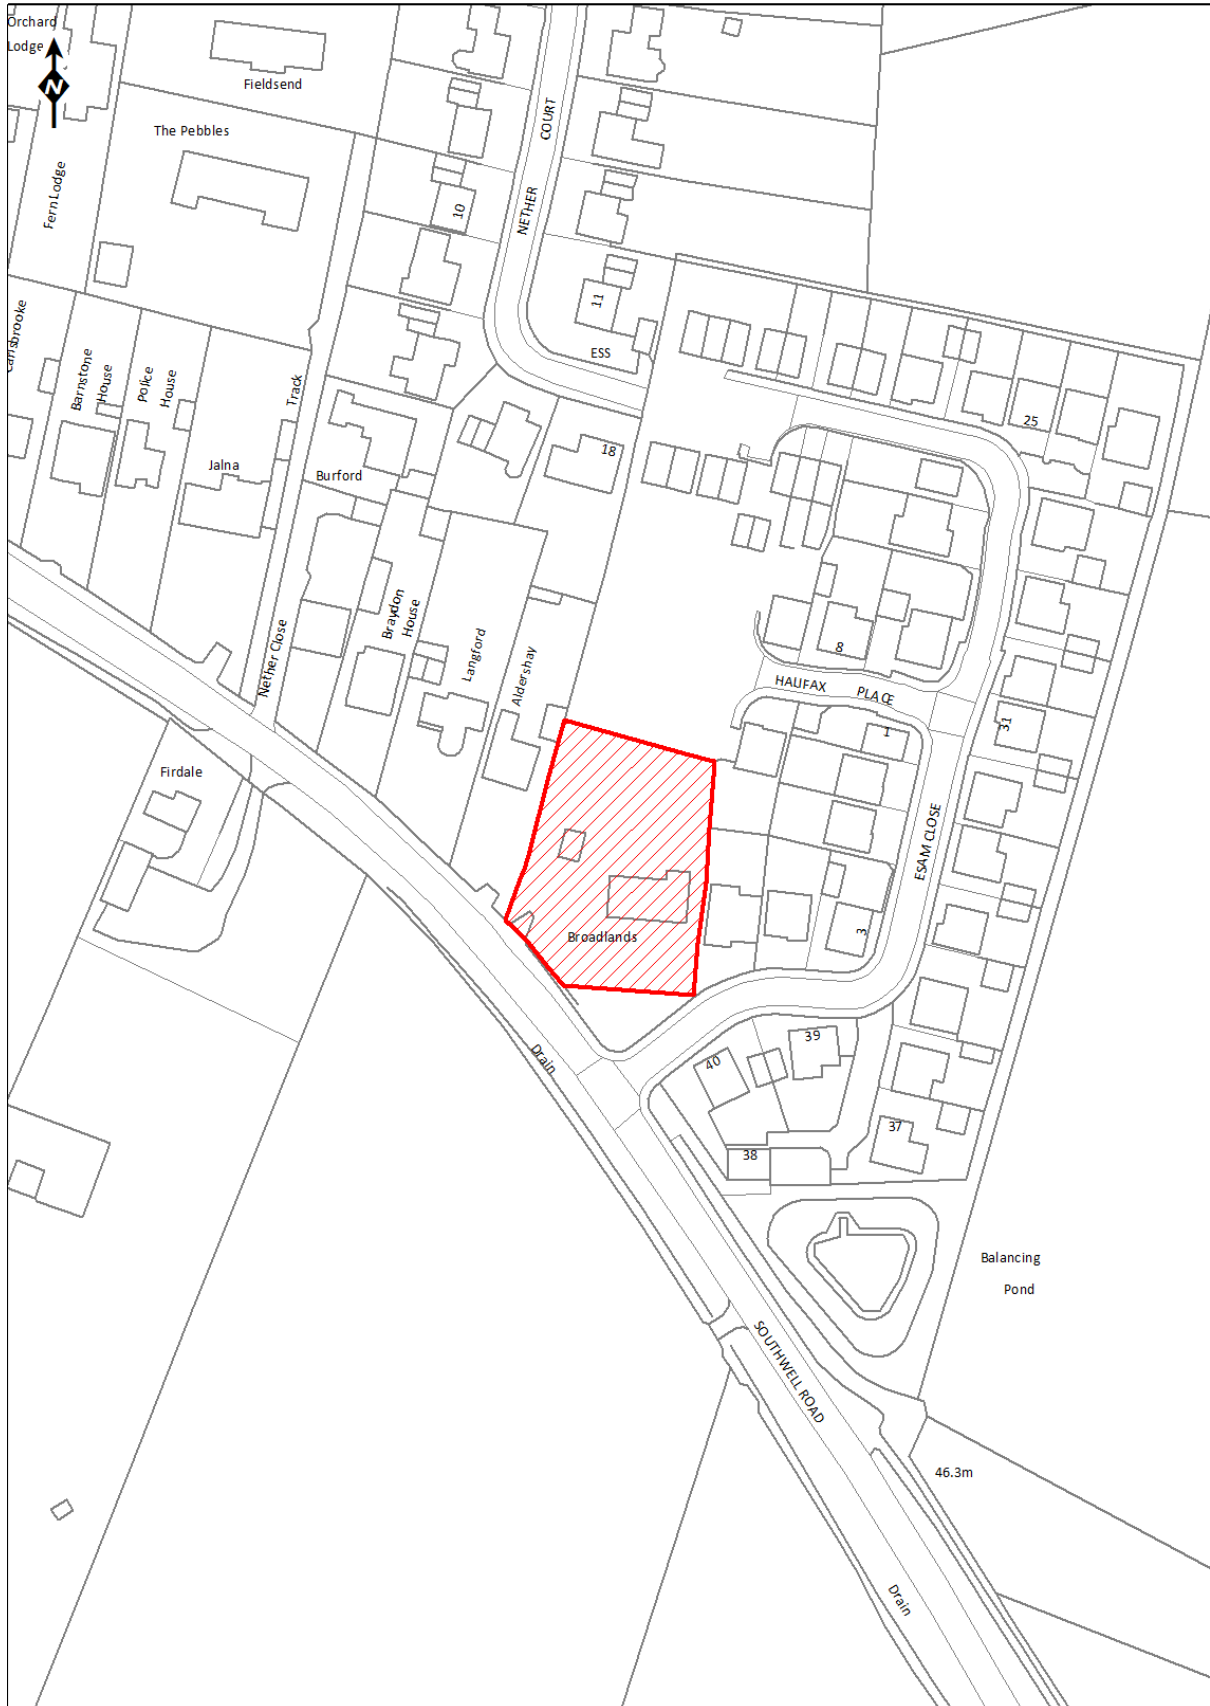 Orchard
Lodge
N
Fieldsend
The Pebbles
Fern Lodge
COURT
NETHER
10
11
ESS
Barnstone
House
Police
House
Track
Jalna
Burford
18
25
Nether Close
Braydon
House
Langford
Aldershay
8
HALIFAX PLACE
1
31
Firdale
ESAM CLOSE
3
Broadlands
Drain
39
40
37
38
Balancing
Pond
SOUTHWELL ROAD
46.3m
Drain